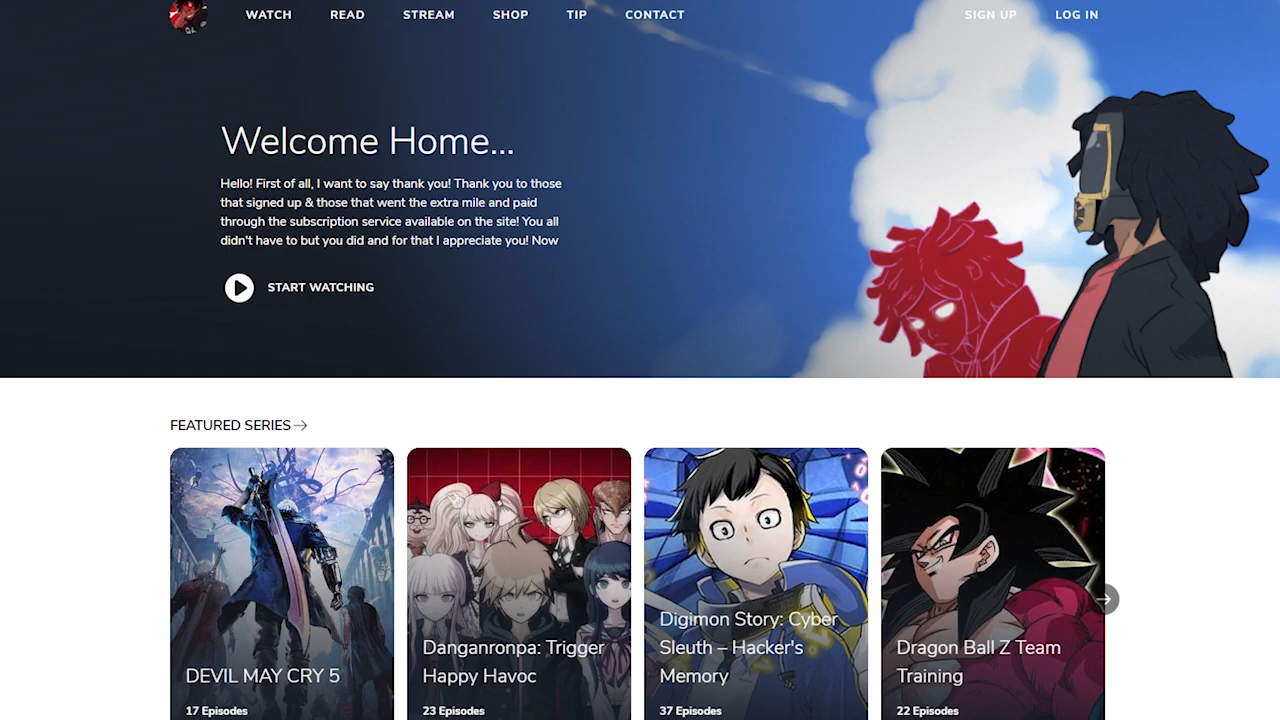 WATCH READ STREAM SHOP TIP CONTACT SIGN UP LOG IN
Welcome Home...
Hello! First of all, I want to say thank you! Thank you to those
that signed up & those that went the extra mile and paid
through the subscription service available on the site! You all
didn't have to but you did and for that I appreciate you! Now
START WATCHING
FEATURED SERIES
DEVIL MAY CRY 5
17 Episodes
Danganronpa: Trigger
Happy Havoc
23 Episodes
Digimon Story: Cyber
Sleuth – Hacker's
Memory
37 Episodes
Dragon Ball Z Team
Training
22 Episodes